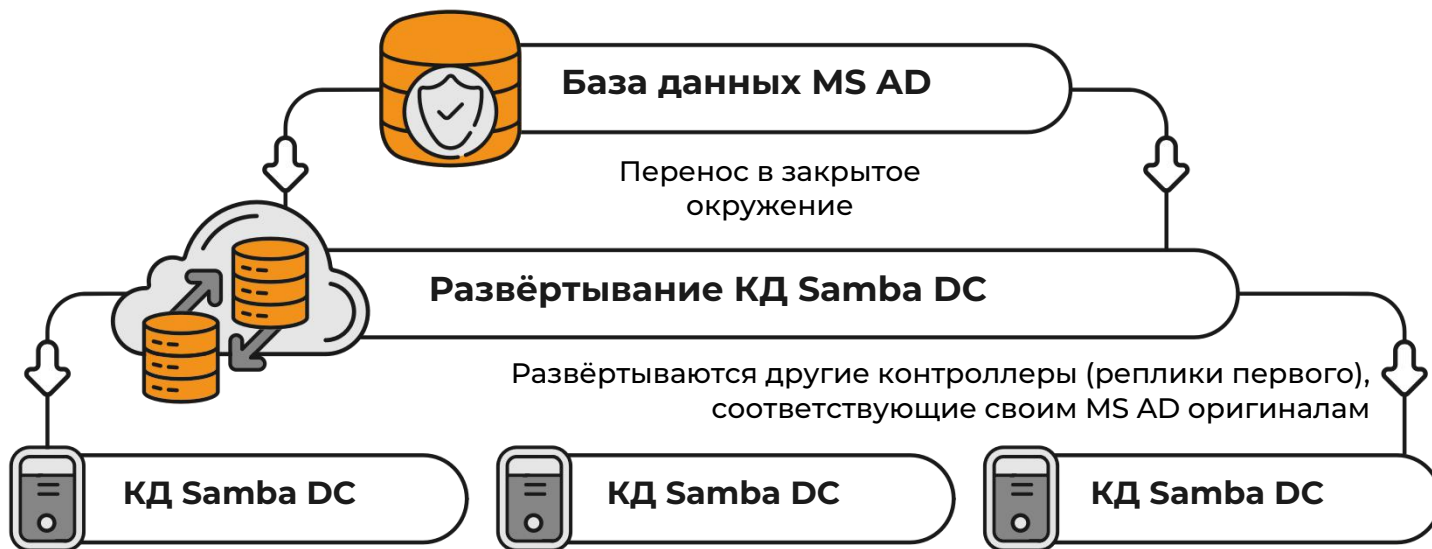 База данных MS AD
Перенос в закрытое
окружение
Развёртывание КД Samba DC
Развёртываются другие контроллеры (реплики первого),
соответствующие своим MS AD оригиналам
КД Samba DC
КД Samba DC
КД Samba DC